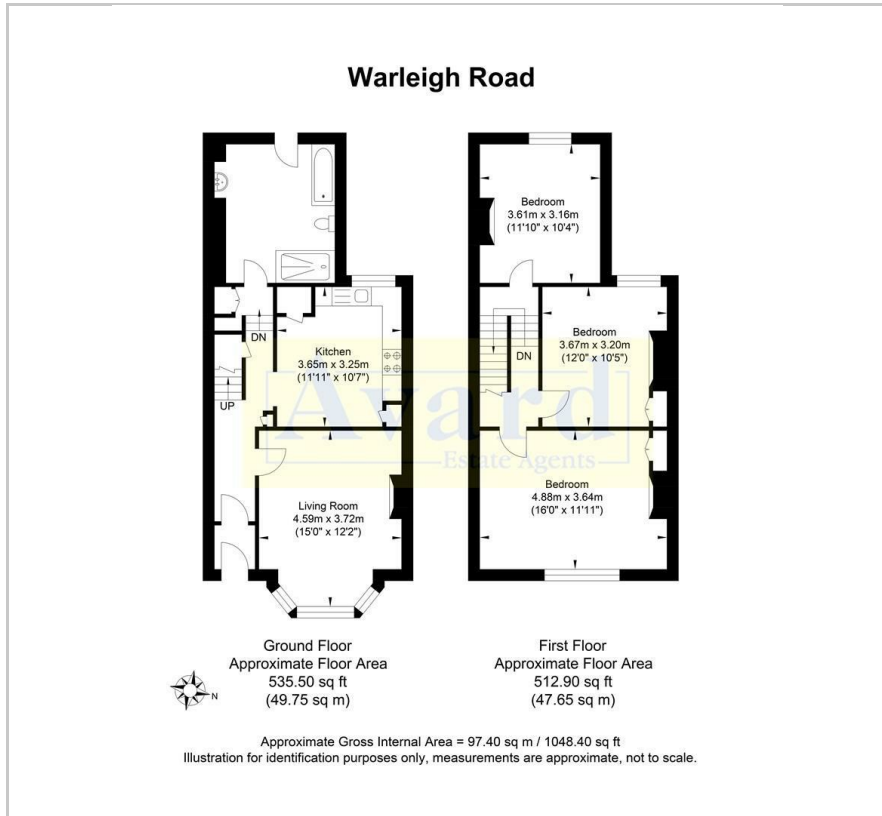 Warleigh Road
Bedroom
3.61m x 3.16m
(11'10" x 10'4")
DN
Kitchen
3.65m x 3.25m
(11'11" x 10'7")
UP
DN
Bedroom
3.67m x 3.20m
(12'0" x 10'5")
Avard
Estate Agents
Living Room
4.59m x 3.72m
(15'0" x 12'2")
Bedroom
4.88m x 3.64m
(16'0" x 11'11")
Ground Floor
Approximate Floor Area
535.50 sq ft
(49.75 sq m)
First Floor
Approximate Floor Area
512.90 sq ft
(47.65 sq m)
N
Approximate Gross Internal Area = 97.40 sq m / 1048.40 sq ft
Illustration for identification purposes only, measurements are approximate, not to scale.